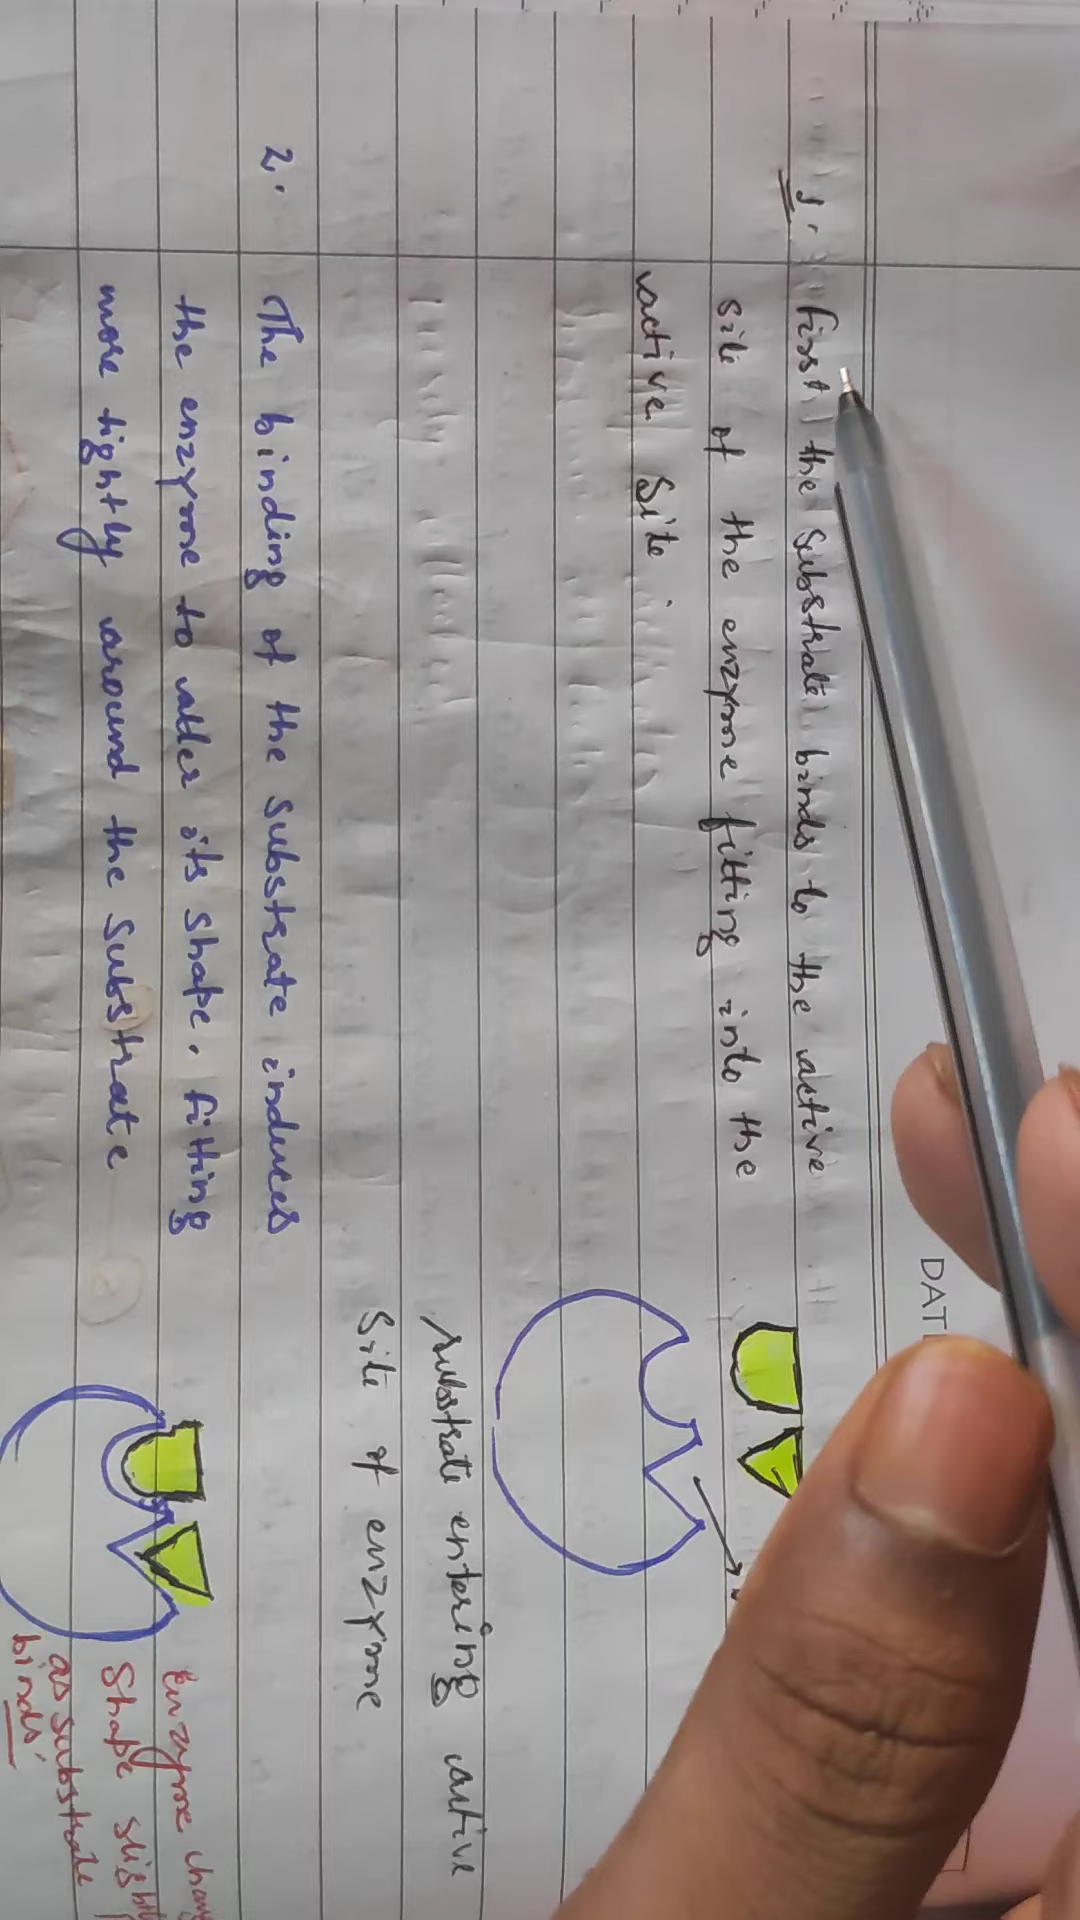 DAT
1. First the substrate binds to the active
site of the enzyme fitting into the
active Site
substrate entering active
Site of enzyme
2. The binding of the substrate induces
the enzyme to alter its shape. fitting
more tightly around the substrate
Enzyme
Shape
as substrate
binds.